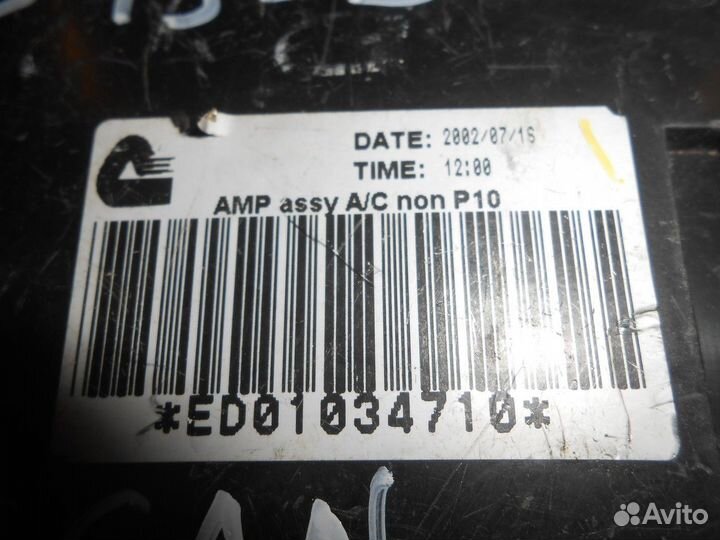 DATE: 2002/07/16
TIME: 12:00
AMP assy A/C non P10
*ED01034710*
Avito